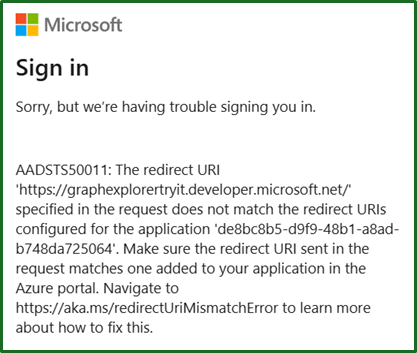 Microsoft
Sign in
Sorry, but we're having trouble signing you in.
AADSTS50011: The redirect URI
'https://graphexplorertryit.developer.microsoft.net/'
specified in the request does not match the redirect URIs
configured for the application 'de8bc8b5-d9f9-48b1-a8ad-
b748da725064'. Make sure the redirect URI sent in the
request matches one added to your application in the
Azure portal. Navigate to
https://aka.ms/redirectUriMismatchError to learn more
about how to fix this.